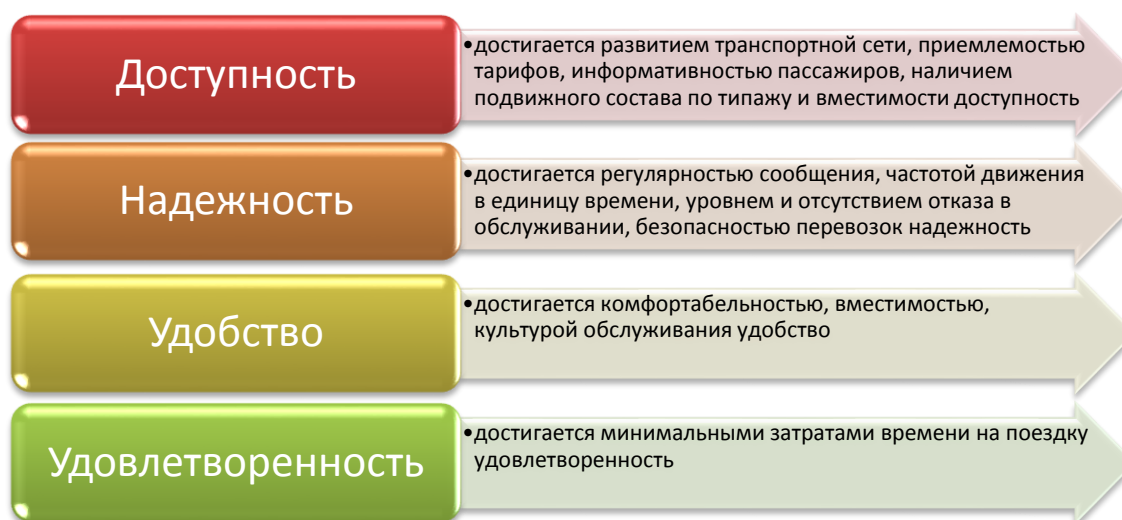 Доступность
•достигается развитием транспортной сети, приемлемостью
тарифов, информативностью пассажиров, наличием
подвижного состава по типажу и вместимости доступность
Надежность
•достигается регулярностью сообщения, частотой движения
в единицу времени, уровнем и отсутствием отказа в
обслуживании, безопасностью перевозок надежность
Удобство
•достигается комфортабельностью, вместимостью,
культурой обслуживания удобство
Удовлетворенность
•достигается минимальными затратами времени на поездку
удовлетворенность